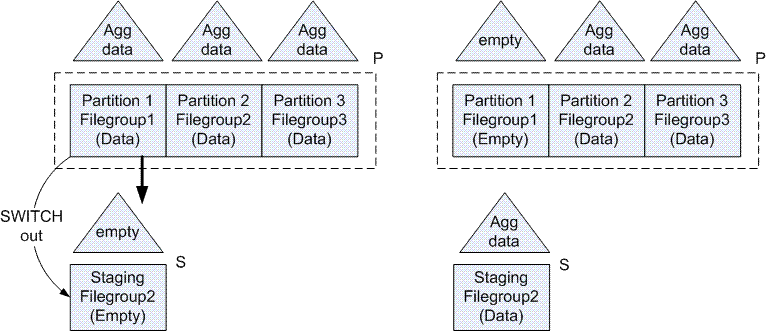 Agg
data
Agg
data
Agg
data
P
Partition 1
Filegroup1
(Data)
Partition 2
Filegroup2
(Data)
Partition 3
Filegroup3
(Data)
SWITCH
out
empty
S
Staging
Filegroup2
(Empty)
empty
Agg
data
Agg
data
P
Partition 1
Filegroup1
(Empty)
Partition 2
Filegroup2
(Data)
Partition 3
Filegroup3
(Data)
Agg
data
S
Staging
Filegroup2
(Data)